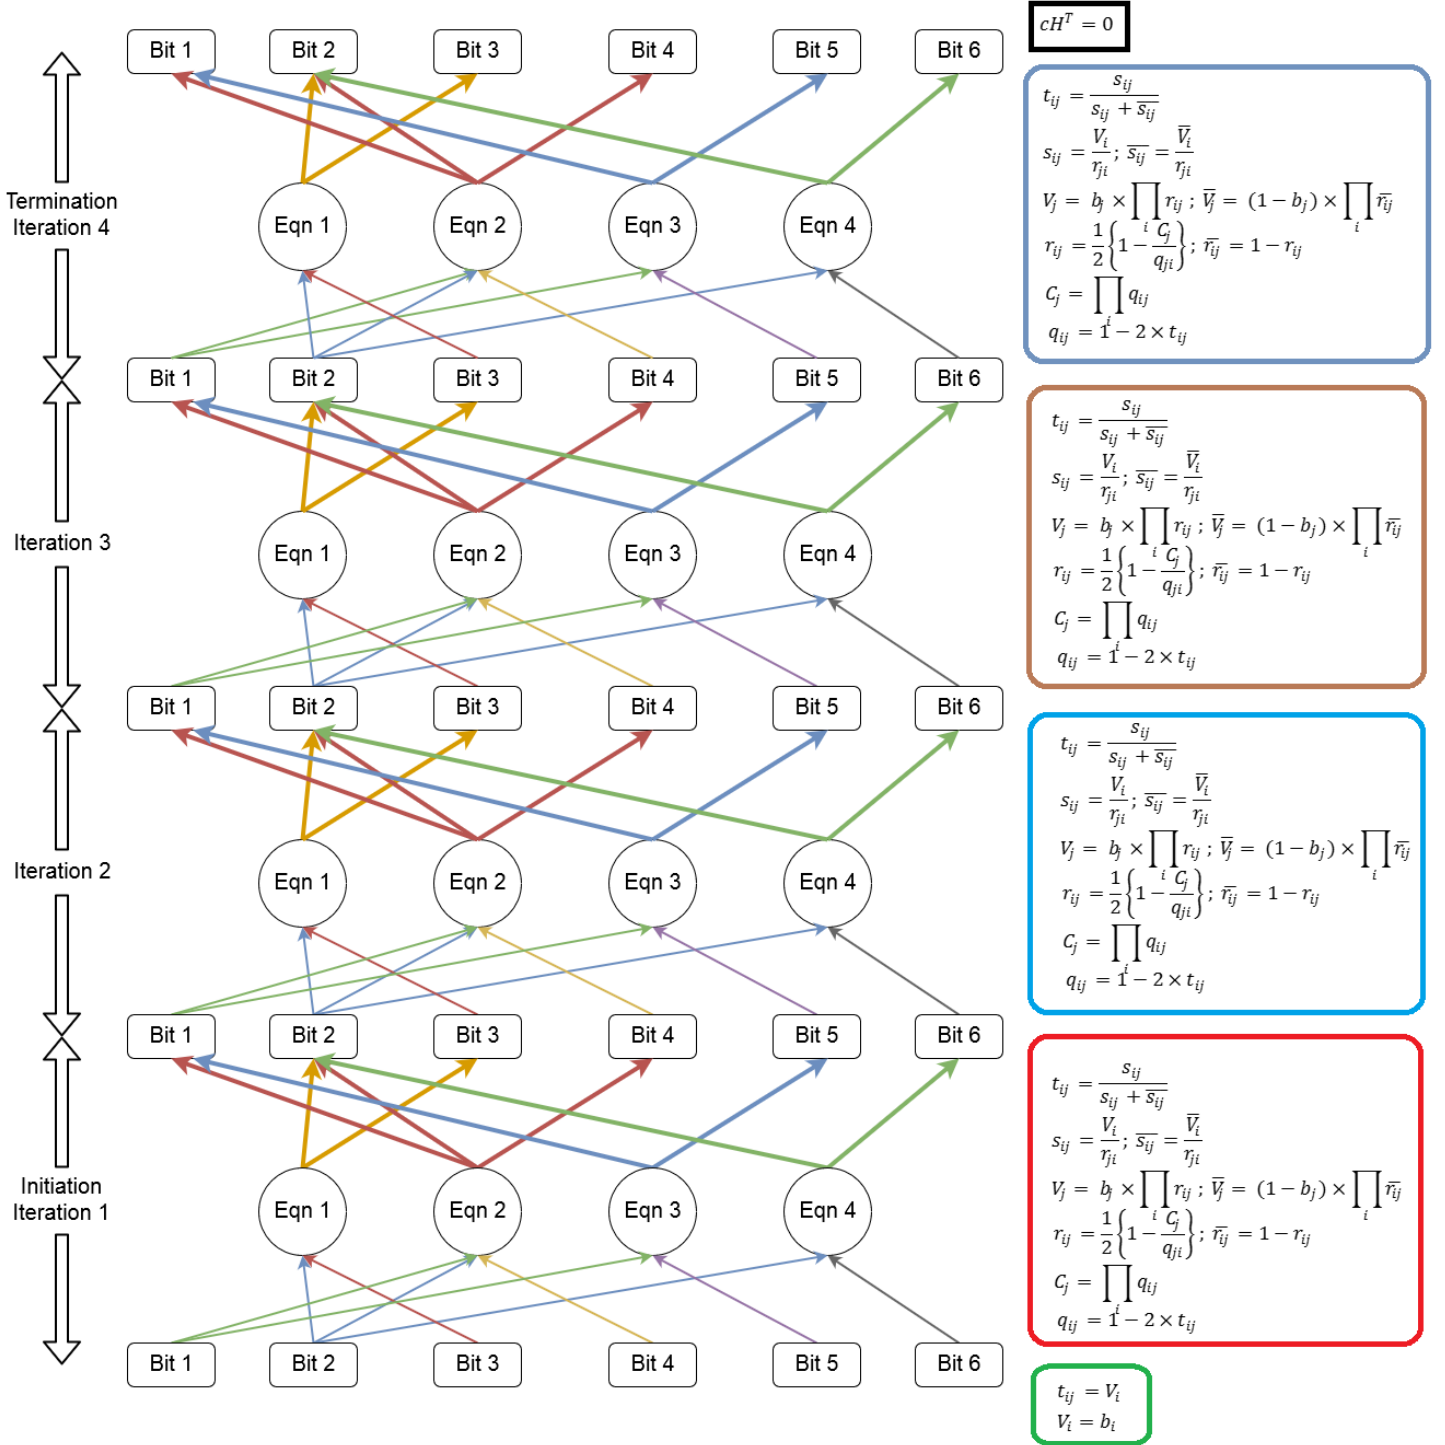 Bit 1 Bit 2 Bit 3 Bit 4 Bit 5 Bit 6
Termination
Iteration 4
Eqn 1 Eqn 2 Eqn 3 Eqn 4
Bit 1 Bit 2 Bit 3 Bit 4 Bit 5 Bit 6
Iteration 3
Eqn 1 Eqn 2 Eqn 3 Eqn 4
Bit 1 Bit 2 Bit 3 Bit 4 Bit 5 Bit 6
Iteration 2
Eqn 1 Eqn 2 Eqn 3 Eqn 4
Bit 1 Bit 2 Bit 3 Bit 4 Bit 5 Bit 6
Initiation
Iteration 1
Eqn 1 Eqn 2 Eqn 3 Eqn 4
Bit 1 Bit 2 Bit 3 Bit 4 Bit 5 Bit 6
cH^T = 0
t_ij = s_ij / (s_ij + s̅_ij)
s_ij = V_i / r_ji ; s̅_ij = V̅_i / r_ji
V_j = b_j × ∏_i r_ij ; V̅_j = (1 − b_j) × ∏_i r̅_ij
r_ij = 1/2 {1 − C_j / q_ji} ; r̅_ij = 1 − r_ij
C_j = ∏_i q_ij
q_ij = 1 − 2 × t_ij
t_ij = s_ij / (s_ij + s̅_ij)
s_ij = V_i / r_ji ; s̅_ij = V̅_i / r_ji
V_j = b_j × ∏_i r_ij ; V̅_j = (1 − b_j) × ∏_i r̅_ij
r_ij = 1/2 {1 − C_j / q_ji} ; r̅_ij = 1 − r_ij
C_j = ∏_i q_ij
q_ij = 1 − 2 × t_ij
t_ij = s_ij / (s_ij + s̅_ij)
s_ij = V_i / r_ji ; s̅_ij = V̅_i / r_ji
V_j = b_j × ∏_i r_ij ; V̅_j = (1 − b_j) × ∏_i r̅_ij
r_ij = 1/2 {1 − C_j / q_ji} ; r̅_ij = 1 − r_ij
C_j = ∏_i q_ij
q_ij = 1 − 2 × t_ij
t_ij = s_ij / (s_ij + s̅_ij)
s_ij = V_i / r_ji ; s̅_ij = V̅_i / r_ji
V_j = b_j × ∏_i r_ij ; V̅_j = (1 − b_j) × ∏_i r̅_ij
r_ij = 1/2 {1 − C_j / q_ji} ; r̅_ij = 1 − r_ij
C_j = ∏_i q_ij
q_ij = 1 − 2 × t_ij
t_ij = V_i
V_i = b_i